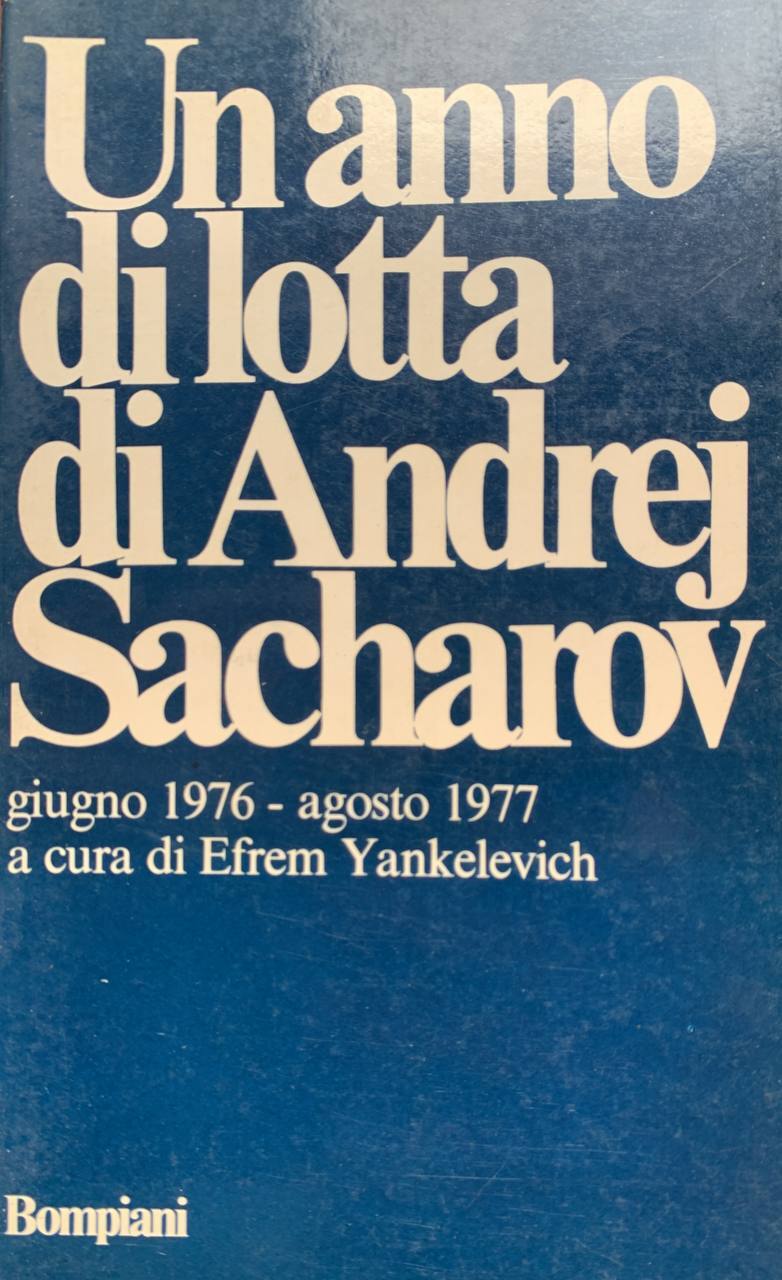 Un anno
di lotta
di Andrej
Sacharov
giugno 1976 - agosto 1977
a cura di Efrem Yankelevich
Bompiani